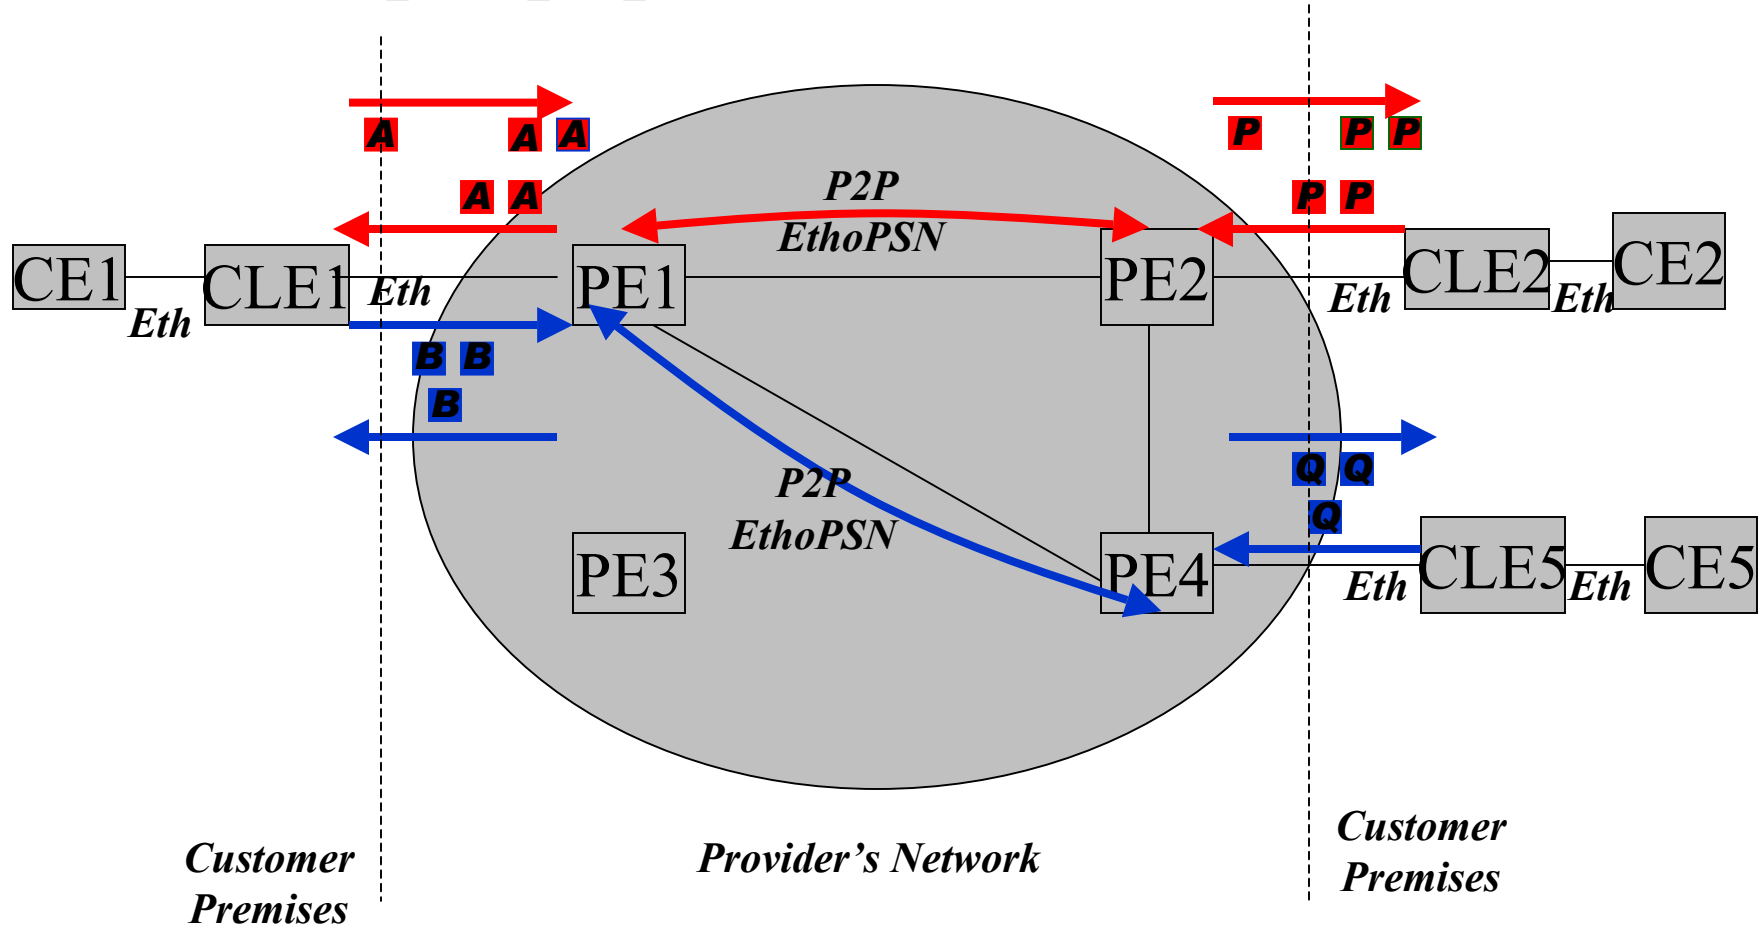 A A A
P P P
A A
P2P
P P
EthoPSN
CE1 CLE1 Eth PE1 PE2 CLE2 CE2
Eth Eth Eth
B B
B
Q Q
P2P
Q
EthoPSN
PE3 PE4 Eth CLE5 Eth CE5
Customer
Premises
Provider’s Network
Customer
Premises